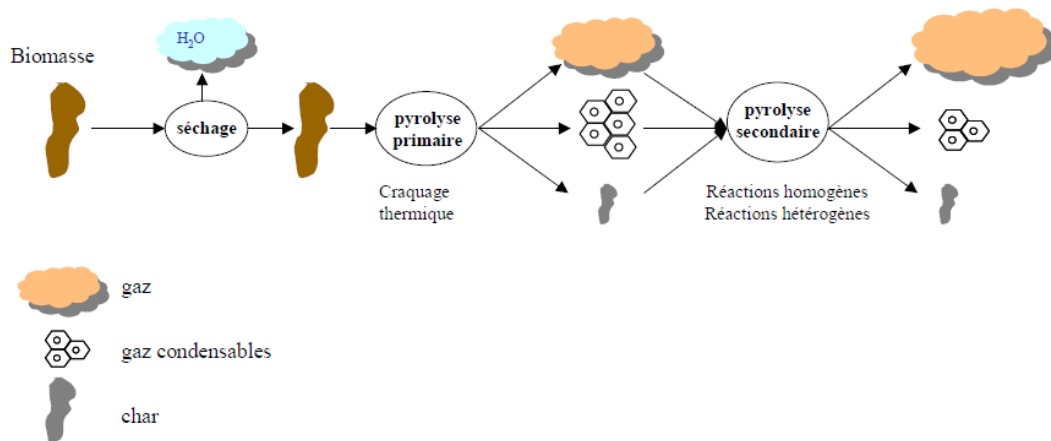 H₂O
Biomasse
séchage
pyrolyse
primaire
pyrolyse
secondaire
Craquage
thermique
Réactions homogènes
Réactions hétérogènes
gaz
gaz condensables
char